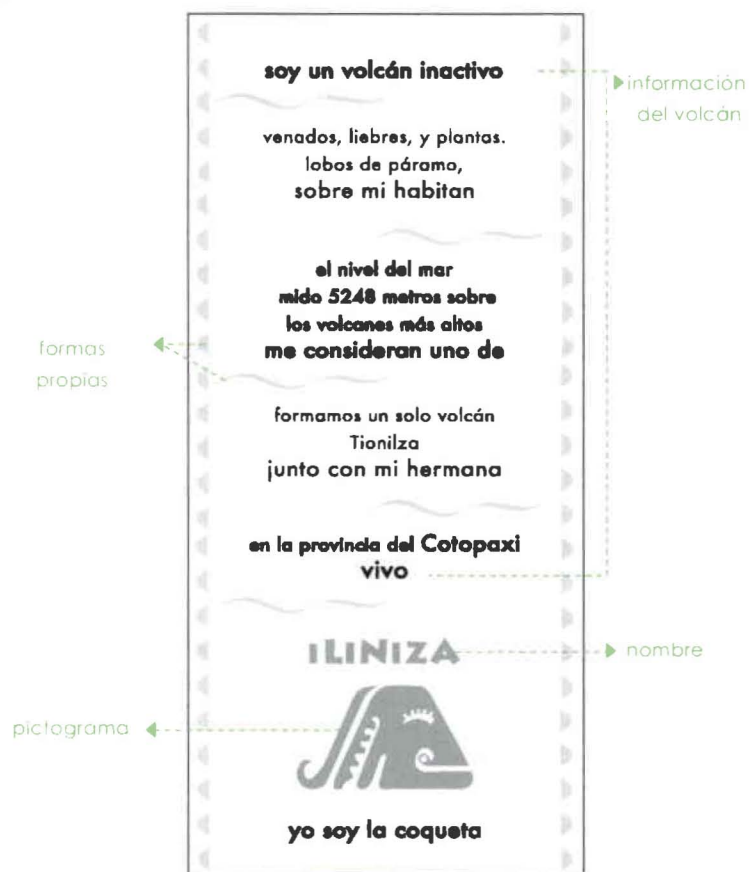 soy un volcán inactivo
información
del volcán
venados, liebres, y plantas.
lobos de páramo,
sobre mi habitan
el nivel del mar
mido 5248 metros sobre
los volcanes más altos
me consideran uno de
formas
propias
formamos un solo volcán
Tionilza
junto con mi hermana
en la provincia del Cotopaxi
vivo
iLINIZA
nombre
pictograma
yo soy la coqueta